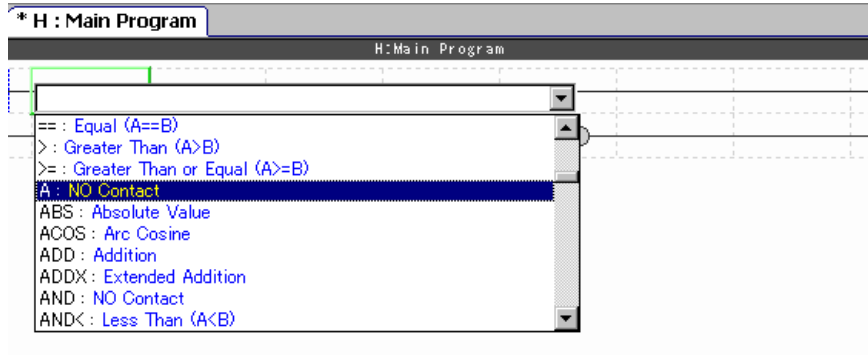 * H : Main Program
H:Main Program
== : Equal (A==B)
> : Greater Than (A>B)
>= : Greater Than or Equal (A>=B)
A : NO Contact
ABS : Absolute Value
ACOS : Arc Cosine
ADD : Addition
ADDX : Extended Addition
AND : NO Contact
AND< : Less Than (A<B)